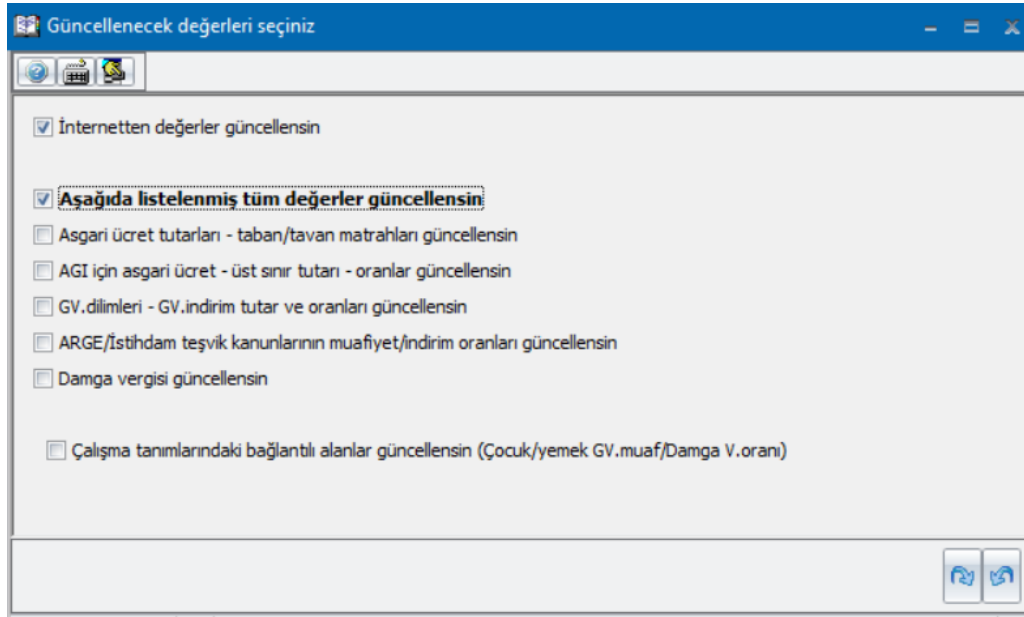 Güncellenecek değerleri seçiniz
İnternetten değerler güncellensin
Aşağıda listelenmiş tüm değerler güncellensin
Asgari ücret tutarları - taban/tavan matrahları güncellensin
AGI için asgari ücret - üst sınır tutarı - oranlar güncellensin
GV.dilimleri - GV.indirim tutar ve oranları güncellensin
ARGE/İstihdam teşvik kanunlarının muafiyet/indirim oranları güncellensin
Damga vergisi güncellensin
Çalışma tanımlarındaki bağlantılı alanlar güncellensin (Çocuk/yemek GV.muaf/Damga V.oranı)